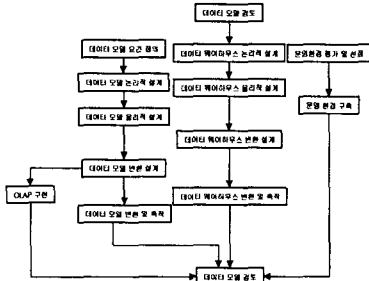 데이터 모델 검토
데이터 모델 요건 정의
데이터 웨어하우스 논리적 설계
운영환경 평가 및 선정
데이터 모델 논리적 설계
데이터 웨어하우스 물리적 설계
운영 환경 구축
데이터 모델 물리적 설계
데이터 웨어하우스 변환 설계
데이터 모델 변환 설계
OLAP 구현
데이터 웨어하우스 변환 및 축적
데이터 모델 변환 및 축적
데이터 모델 검토